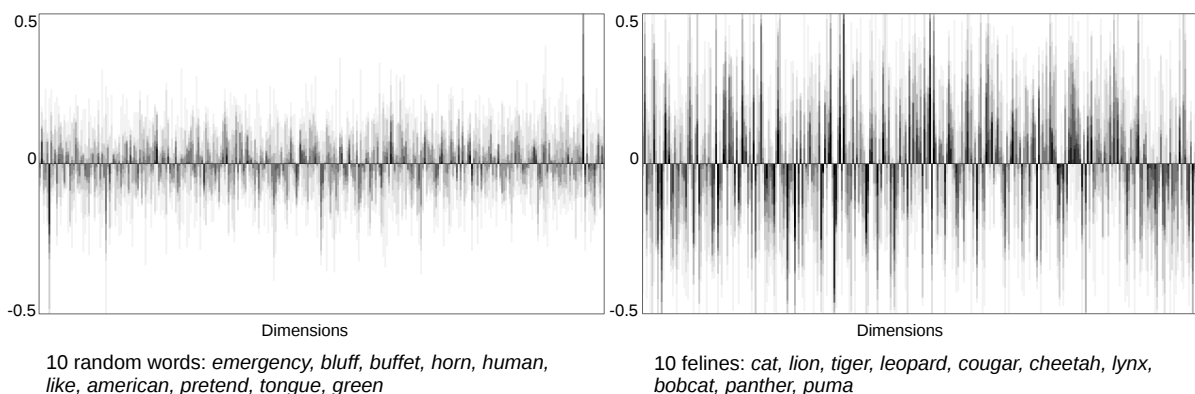 0.5
0
-0.5
Dimensions
10 random words: emergency, bluff, buffet, horn, human,
like, american, pretend, tongue, green
0.5
0
-0.5
Dimensions
10 felines: cat, lion, tiger, leopard, cougar, cheetah, lynx,
bobcat, panther, puma